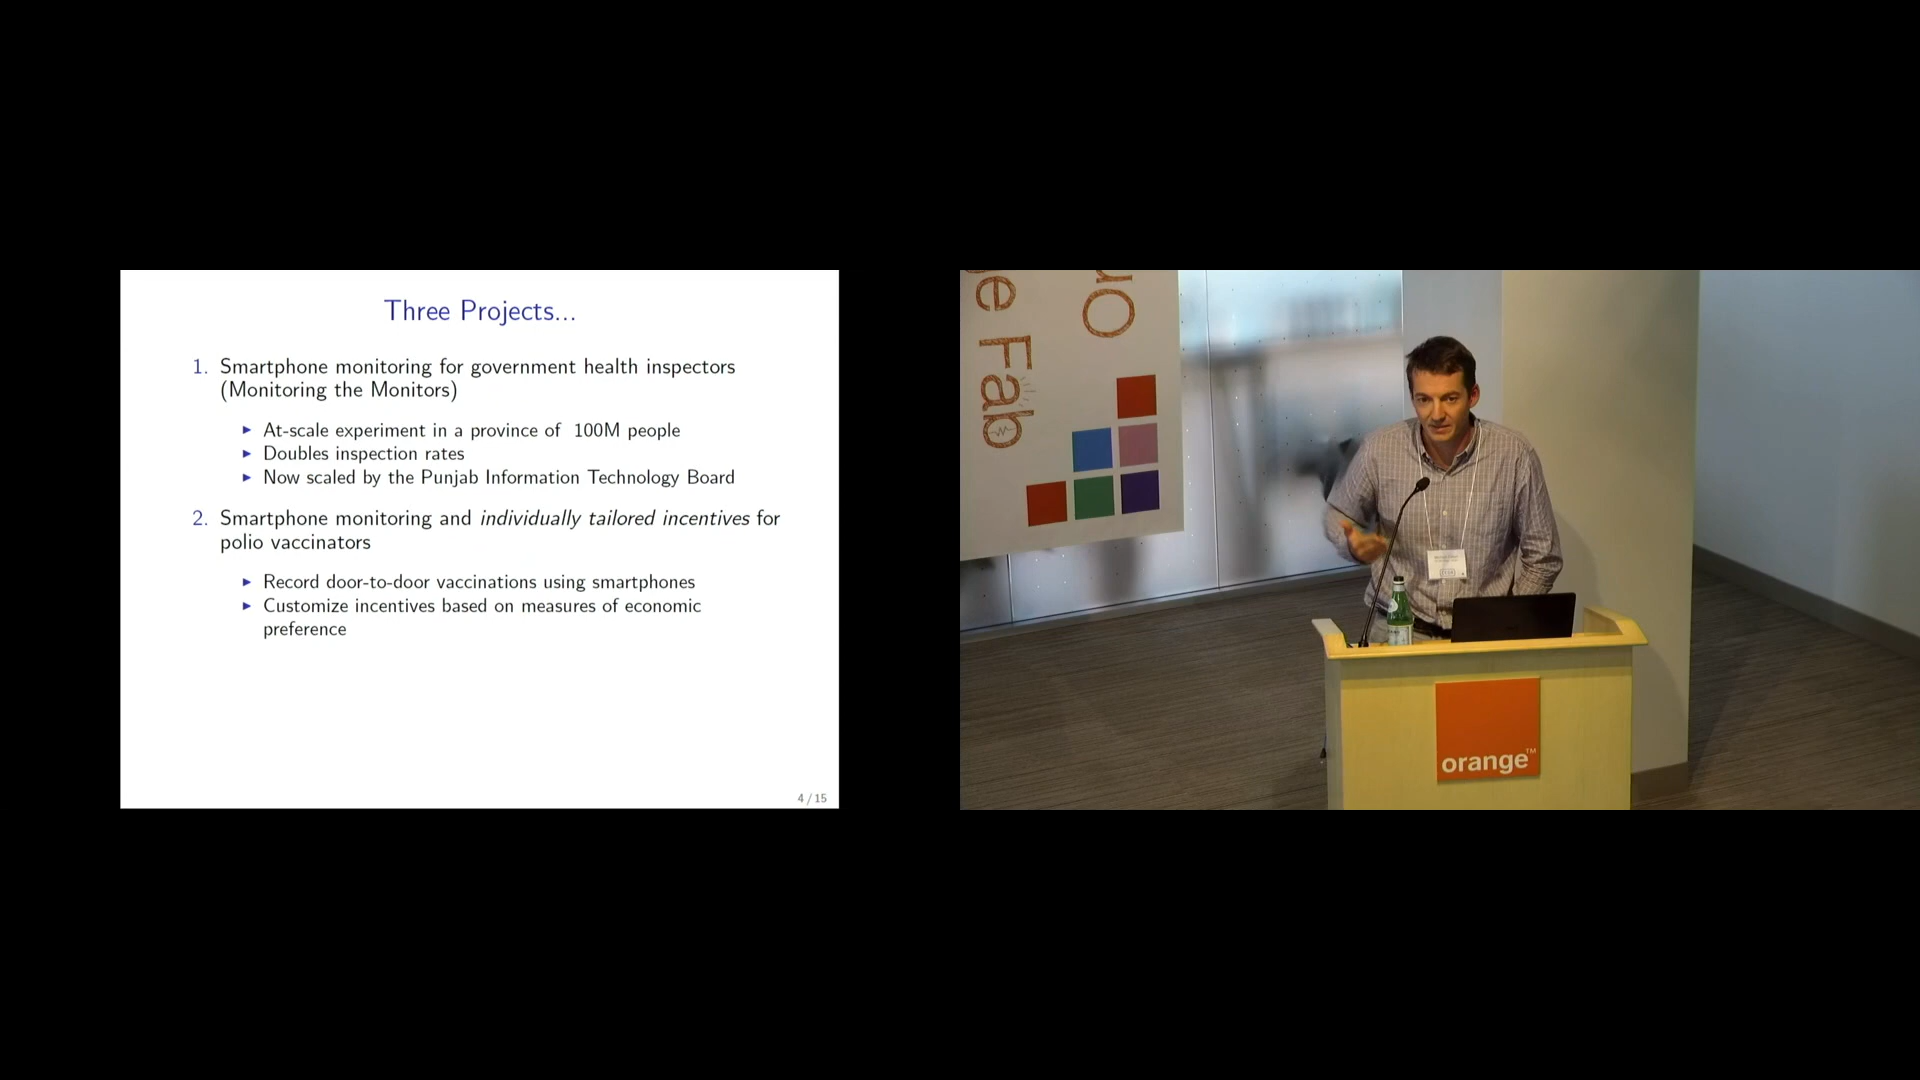 Three Projects...
1. Smartphone monitoring for government health inspectors
(Monitoring the Monitors)
► At-scale experiment in a province of 100M people
► Doubles inspection rates
► Now scaled by the Punjab Information Technology Board
2. Smartphone monitoring and individually tailored incentives for
polio vaccinators
► Record door-to-door vaccinations using smartphones
► Customize incentives based on measures of economic
preference
4 / 15
ge Fab
orange™